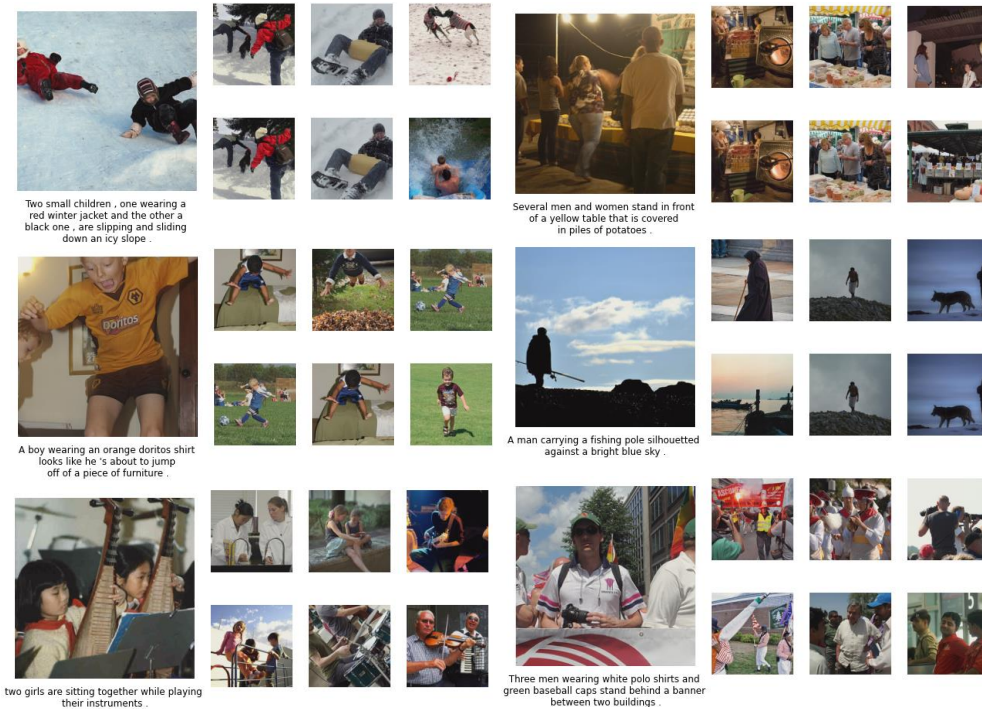 Two small children , one wearing a
red winter jacket and the other a
black one , are slipping and sliding
down an icy slope .
Several men and women stand in front
of a yellow table that is covered
in piles of potatoes .
Doritos
A boy wearing an orange doritos shirt
looks like he 's about to jump
off of a piece of furniture .
A man carrying a fishing pole silhouetted
against a bright blue sky .
two girls are sitting together while playing
their instruments .
Three men wearing white polo shirts and
green baseball caps stand behind a banner
between two buildings .